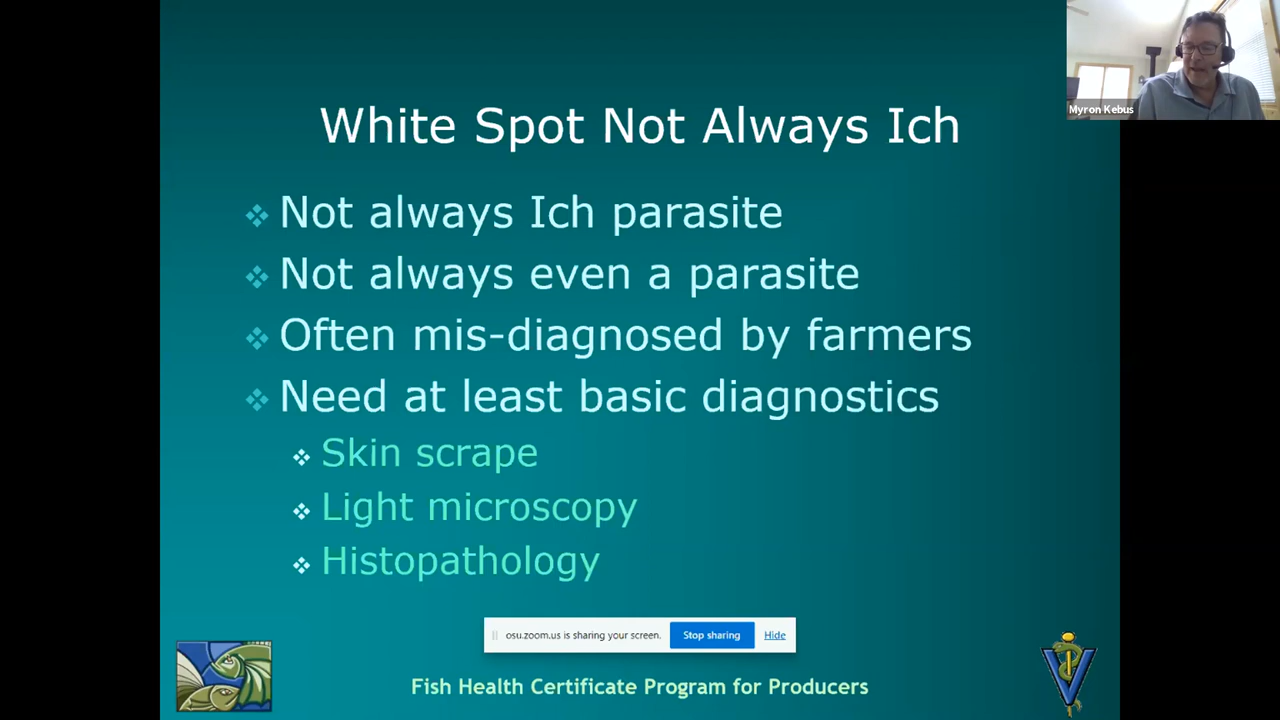 White Spot Not Always Ich
Myron Kebus
Not always Ich parasite
Not always even a parasite
Often mis-diagnosed by farmers
Need at least basic diagnostics
Skin scrape
Light microscopy
Histopathology
osu.zoom.us is sharing your screen. Stop sharing Hide
Fish Health Certificate Program for Producers
V